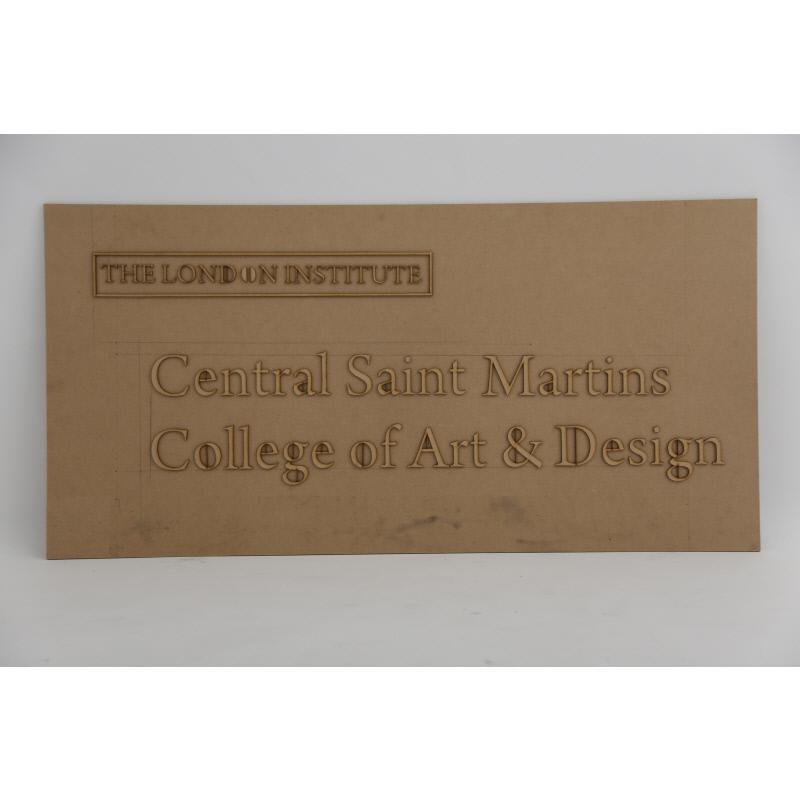 THE LONDON INSTITUTE
Central Saint Martins
College of Art & Design